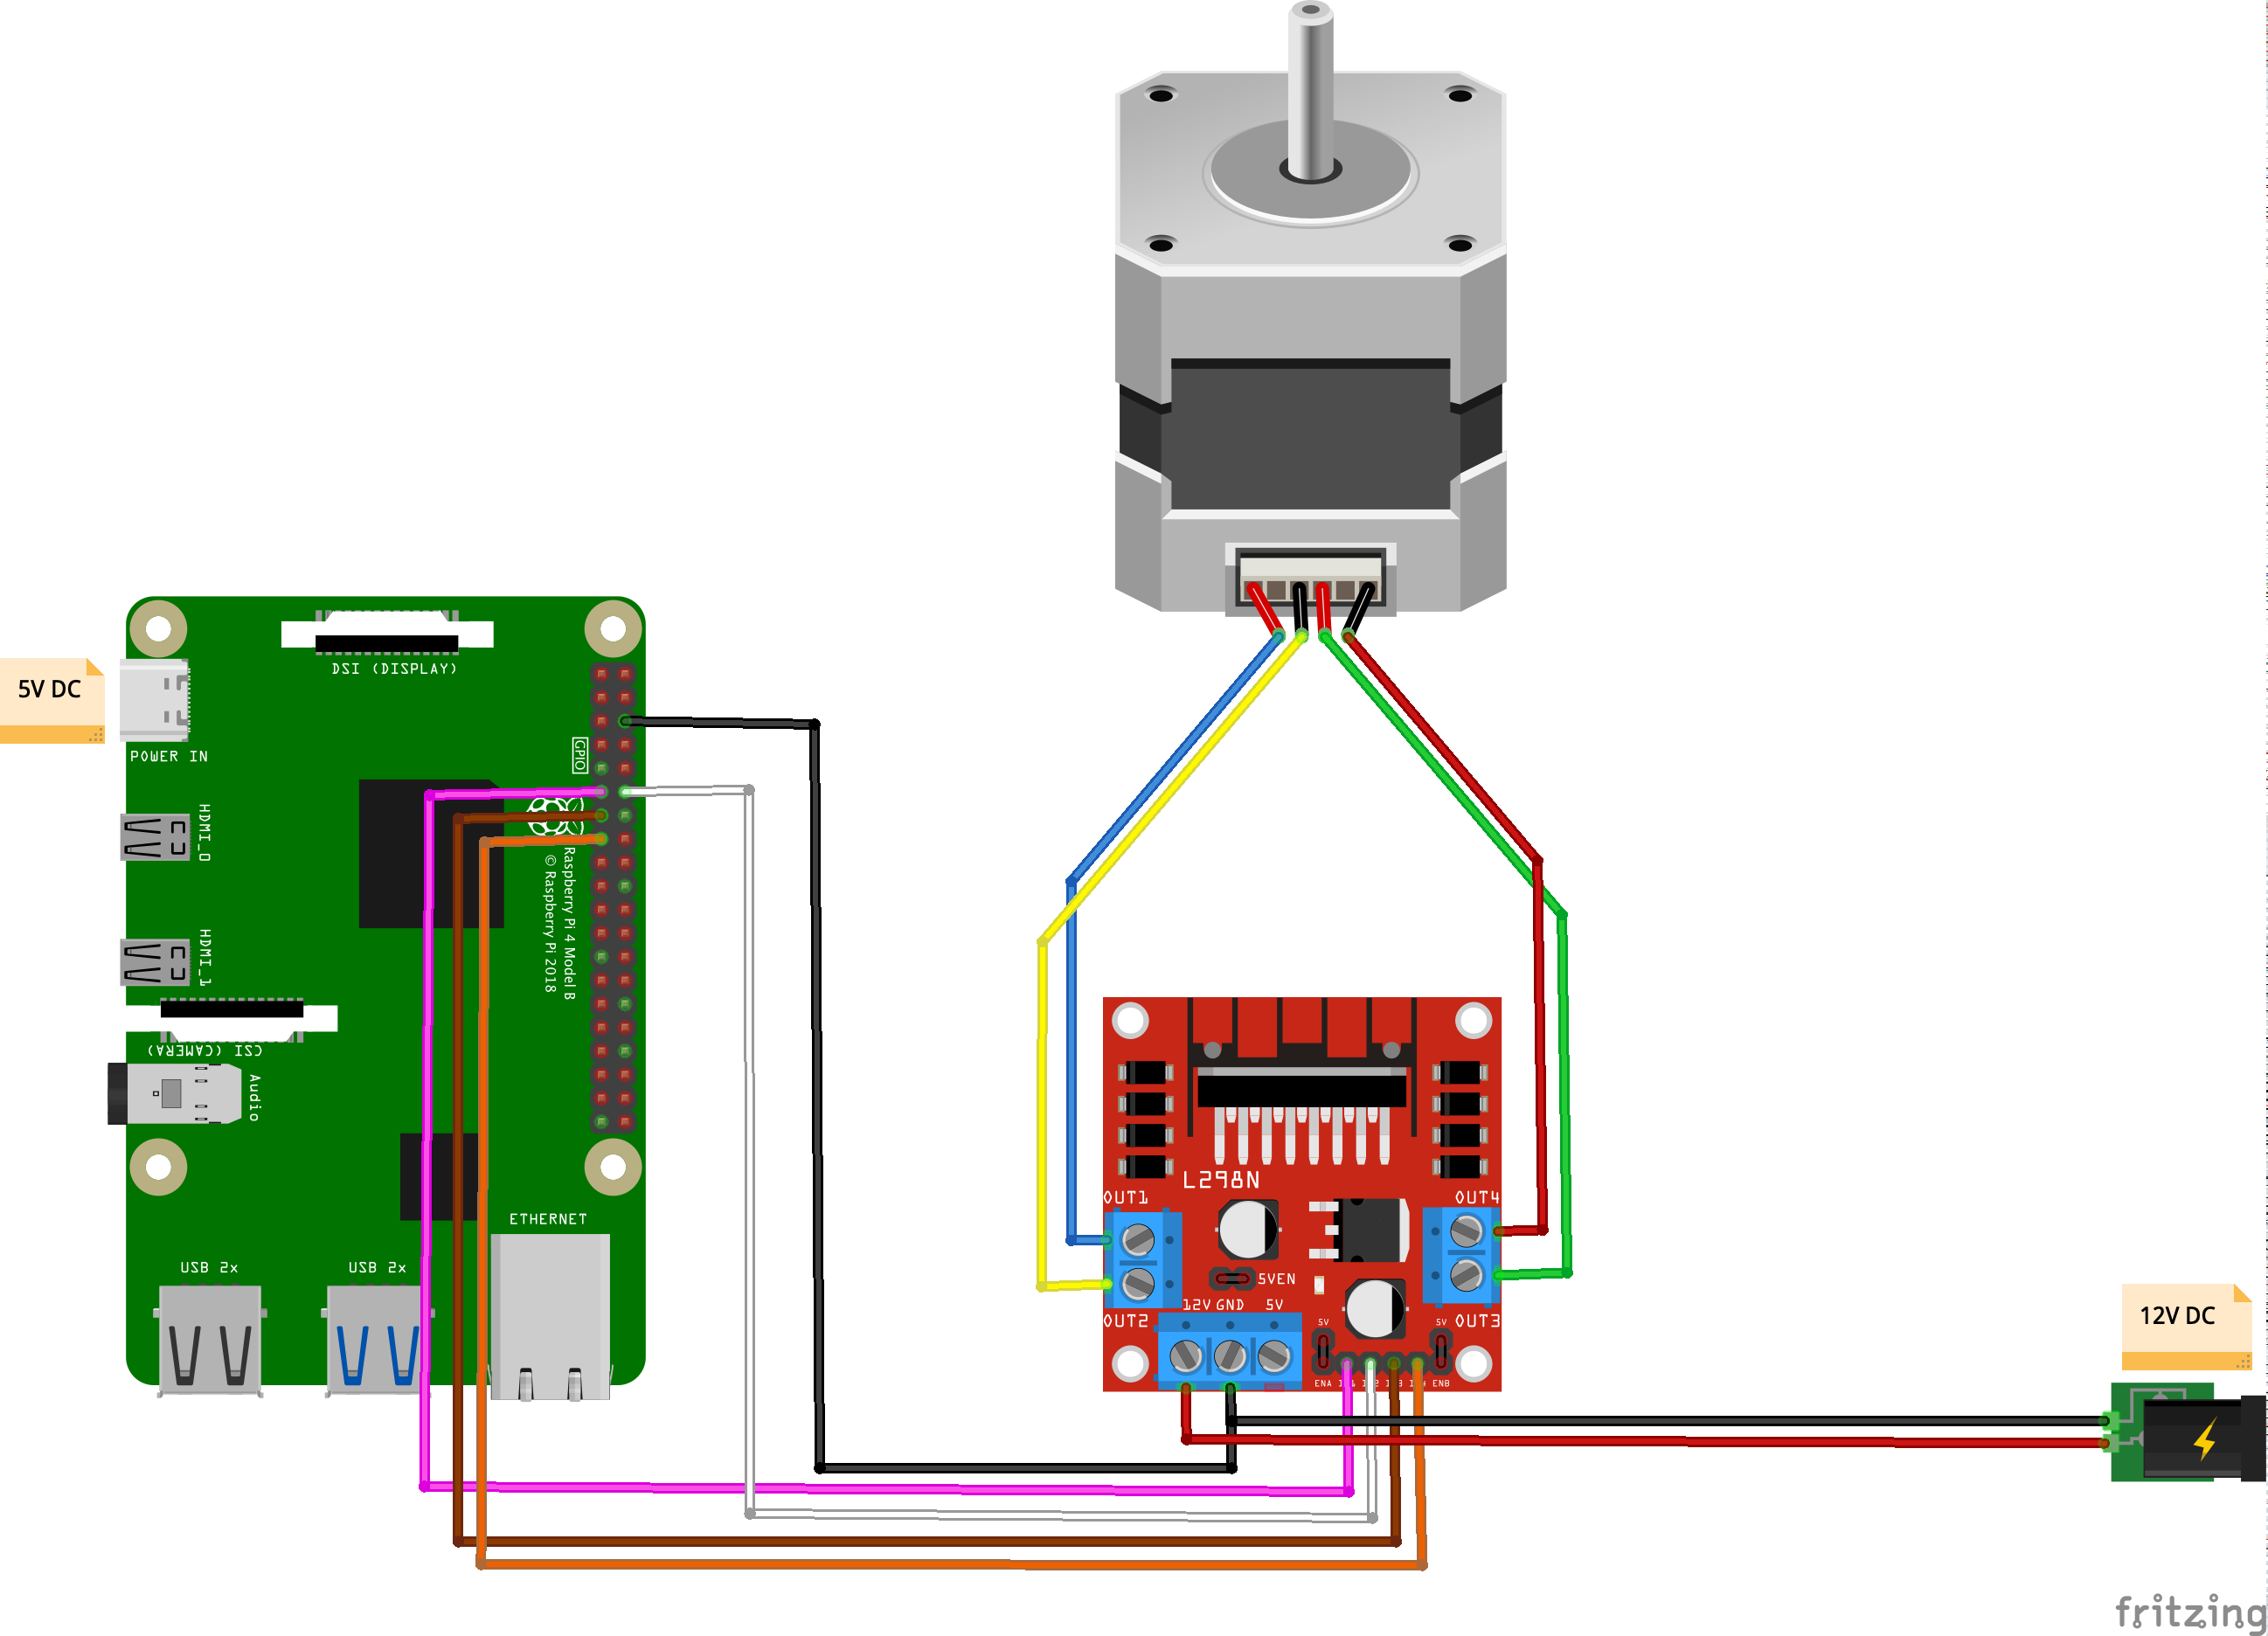 5V DC
DSI (DISPLAY)
POWER IN
GPIO
HDMI_0
Raspberry Pi 4 Model B
© Raspberry Pi 2018
HDMI_1
CSI (CAMERA)
Audio
ETHERNET
USB 2x
USB 2x
L298N
OUT1
OUT4
5VEN
12V GND 5V
OUT2
5V
5V
OUT3
ENA
ENB
12V DC
fritzing